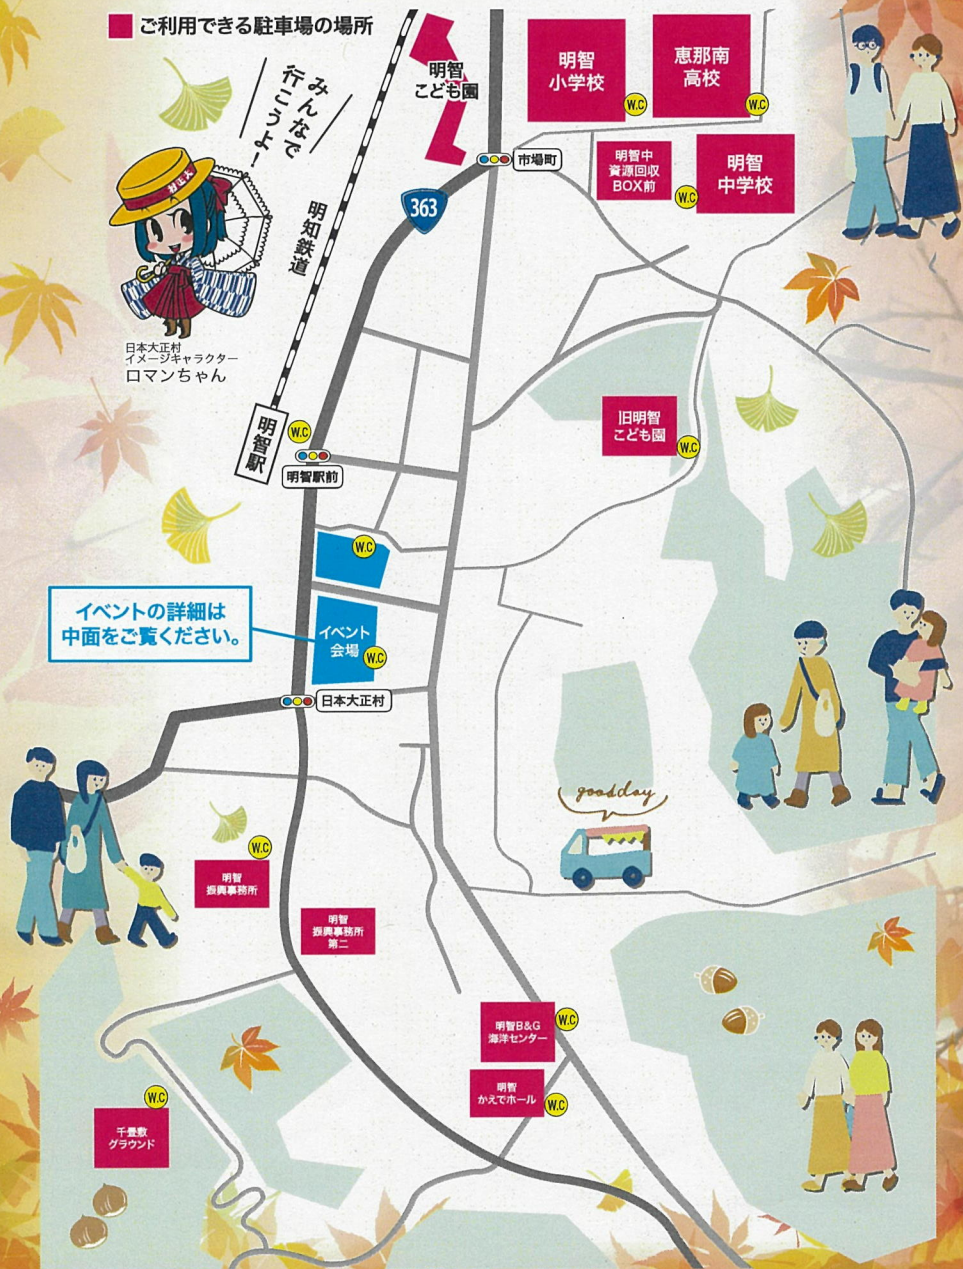 ご利用できる駐車場の場所
みんなで
行こうよ！
明智
こども園
明智
小学校
W.C
恵那南
高校
W.C
市場町
明智中
資源回収
BOX前
W.C
明智
中学校
363
明知鉄道
村正大
日本大正村
イメージキャラクター
ロマンちゃん
旧明智
こども園
W.C
明智駅
W.C
明智駅前
W.C
イベントの詳細は
中面をご覧ください。
イベント
会場
W.C
日本大正村
goodday
W.C
明智
振興事務所
明智
振興事務所
第二
明智B&G
海洋センター
W.C
明智
かえでホール
W.C
W.C
千畳敷
グラウンド